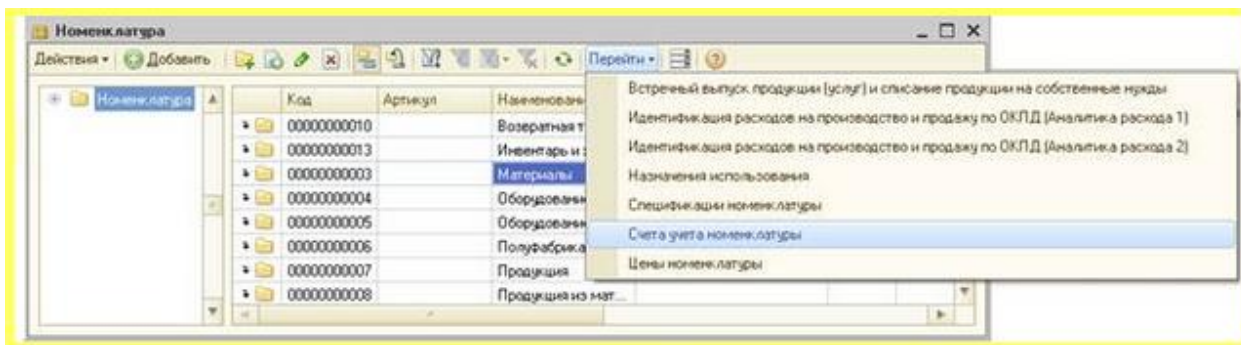 Номенклатура
Действия Добавить Перейти
Номенклатура
Код Артикул Наименовани
00000000010 Возвратная т
00000000013 Инвентарь и
00000000003 Материалы
00000000004 Оборудовани
00000000005 Оборудовани
00000000006 Полуфабрика
00000000007 Продукция
00000000008 Продукция из мат...
Встречный выпуск продукции (услуг) и списание продукции на собственные нужды
Идентификация расходов на производство и продажу по ОКПД (Аналитика расхода 1)
Идентификация расходов на производство и продажу по ОКПД (Аналитика расхода 2)
Назначения использования
Спецификации номенклатуры
Счета учета номенклатуры
Цены номенклатуры